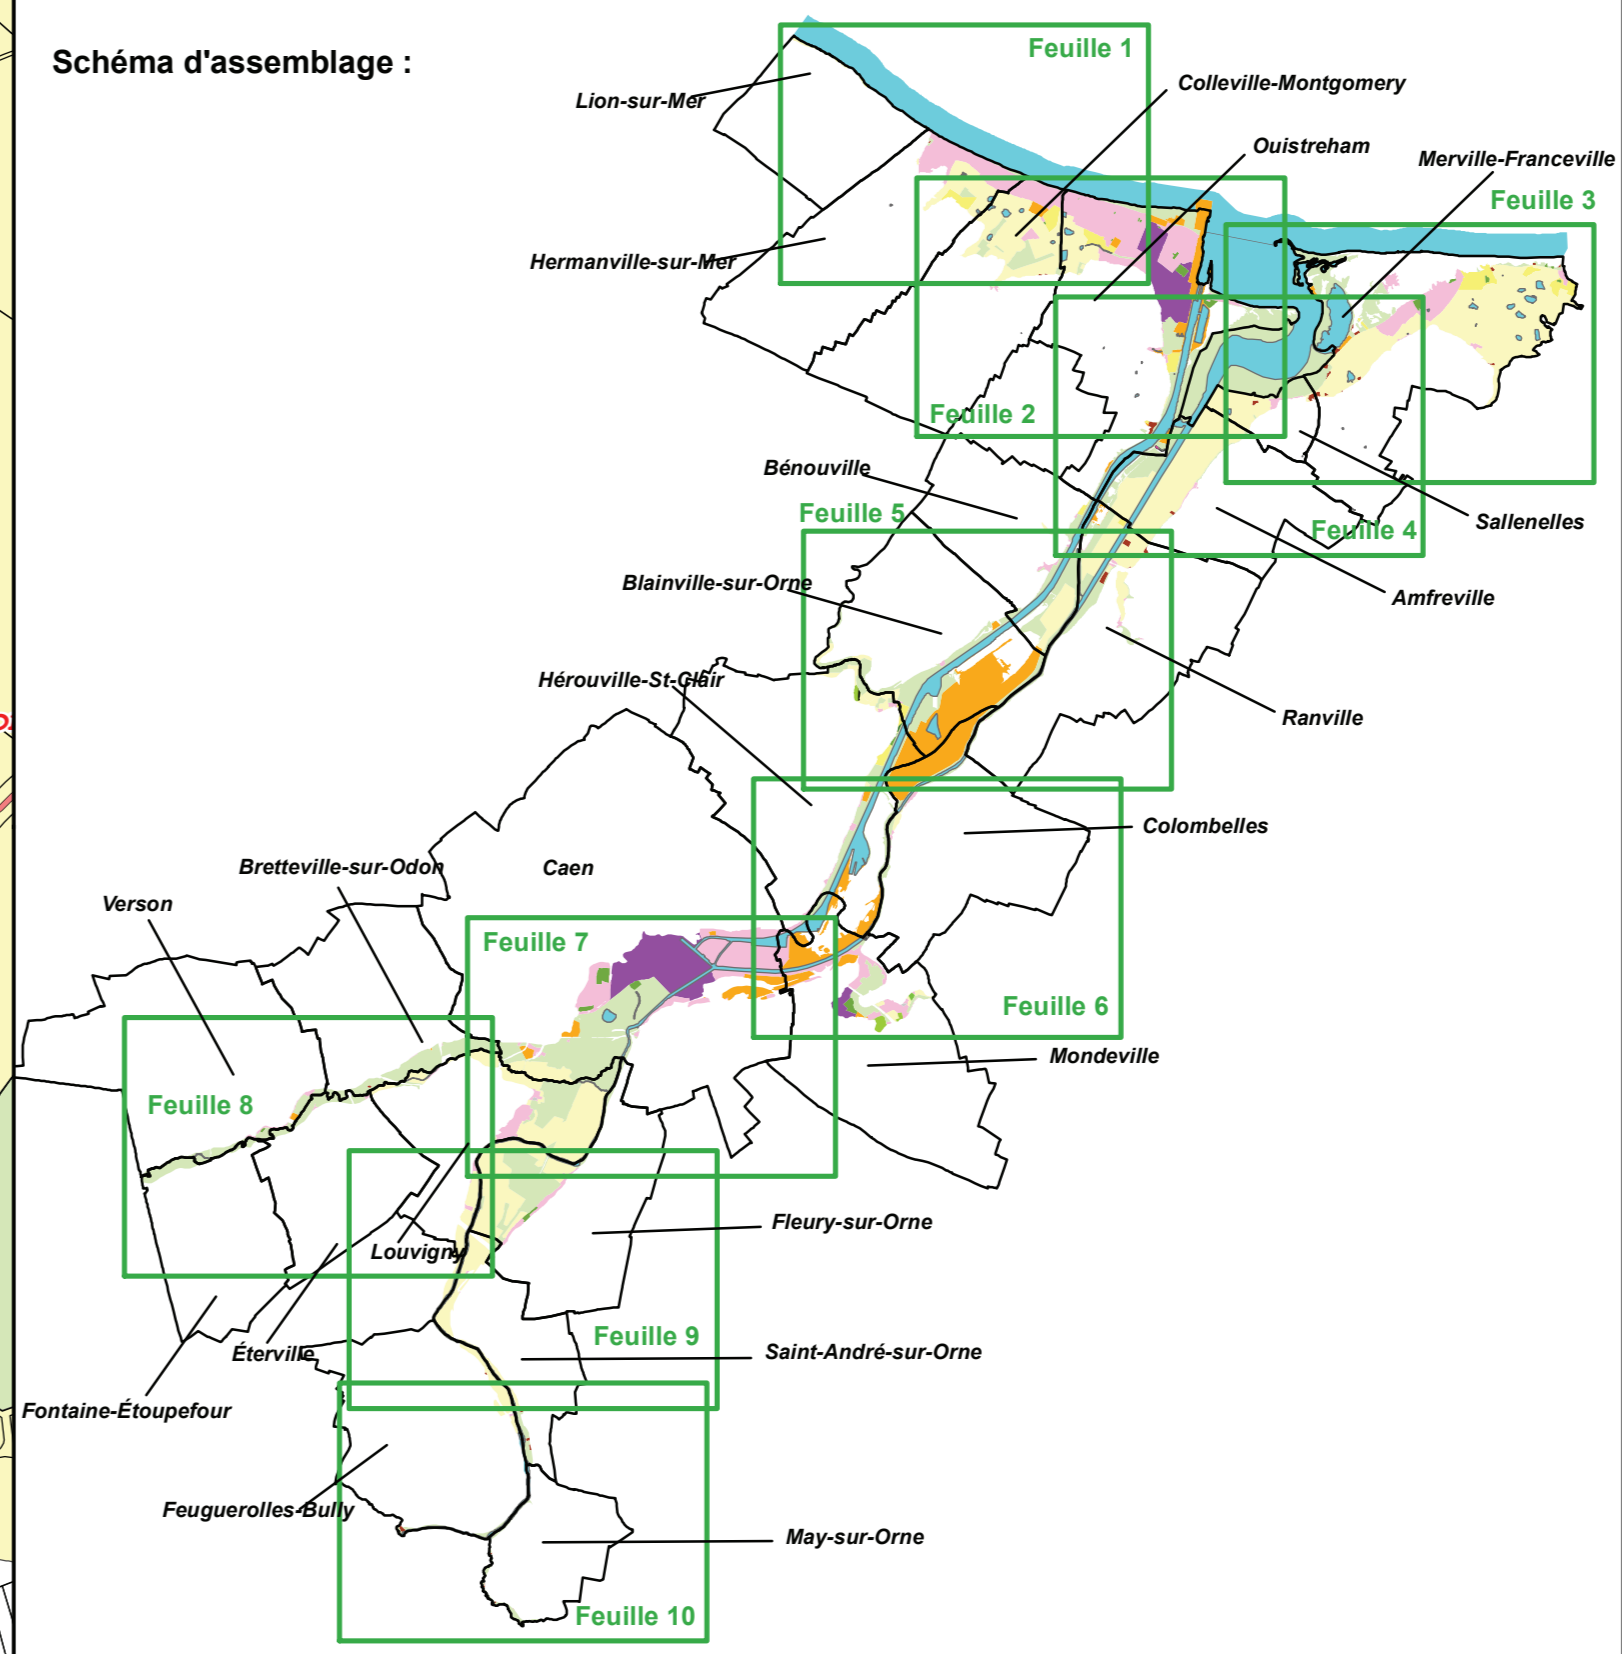 Schéma d'assemblage :
Feuille 1
Colleville-Montgomery
Lion-sur-Mer
Ouistreham
Merville-Franceville
Feuille 3
Hermanville-sur-Mer
Feuille 2
Bénouville
Feuille 5
Sallenelles
Feuille 4
Blainville-sur-Orne
Amfreville
Hérouville-St-Clair
Ranville
Colombelles
Bretteville-sur-Odon
Caen
Verson
Feuille 7
Feuille 6
Mondeville
Feuille 8
Fleury-sur-Orne
Louvigny
Feuille 9
Éterville
Saint-André-sur-Orne
Fontaine-Étoupefour
Feuguerolles-Bully
May-sur-Orne
Feuille 10